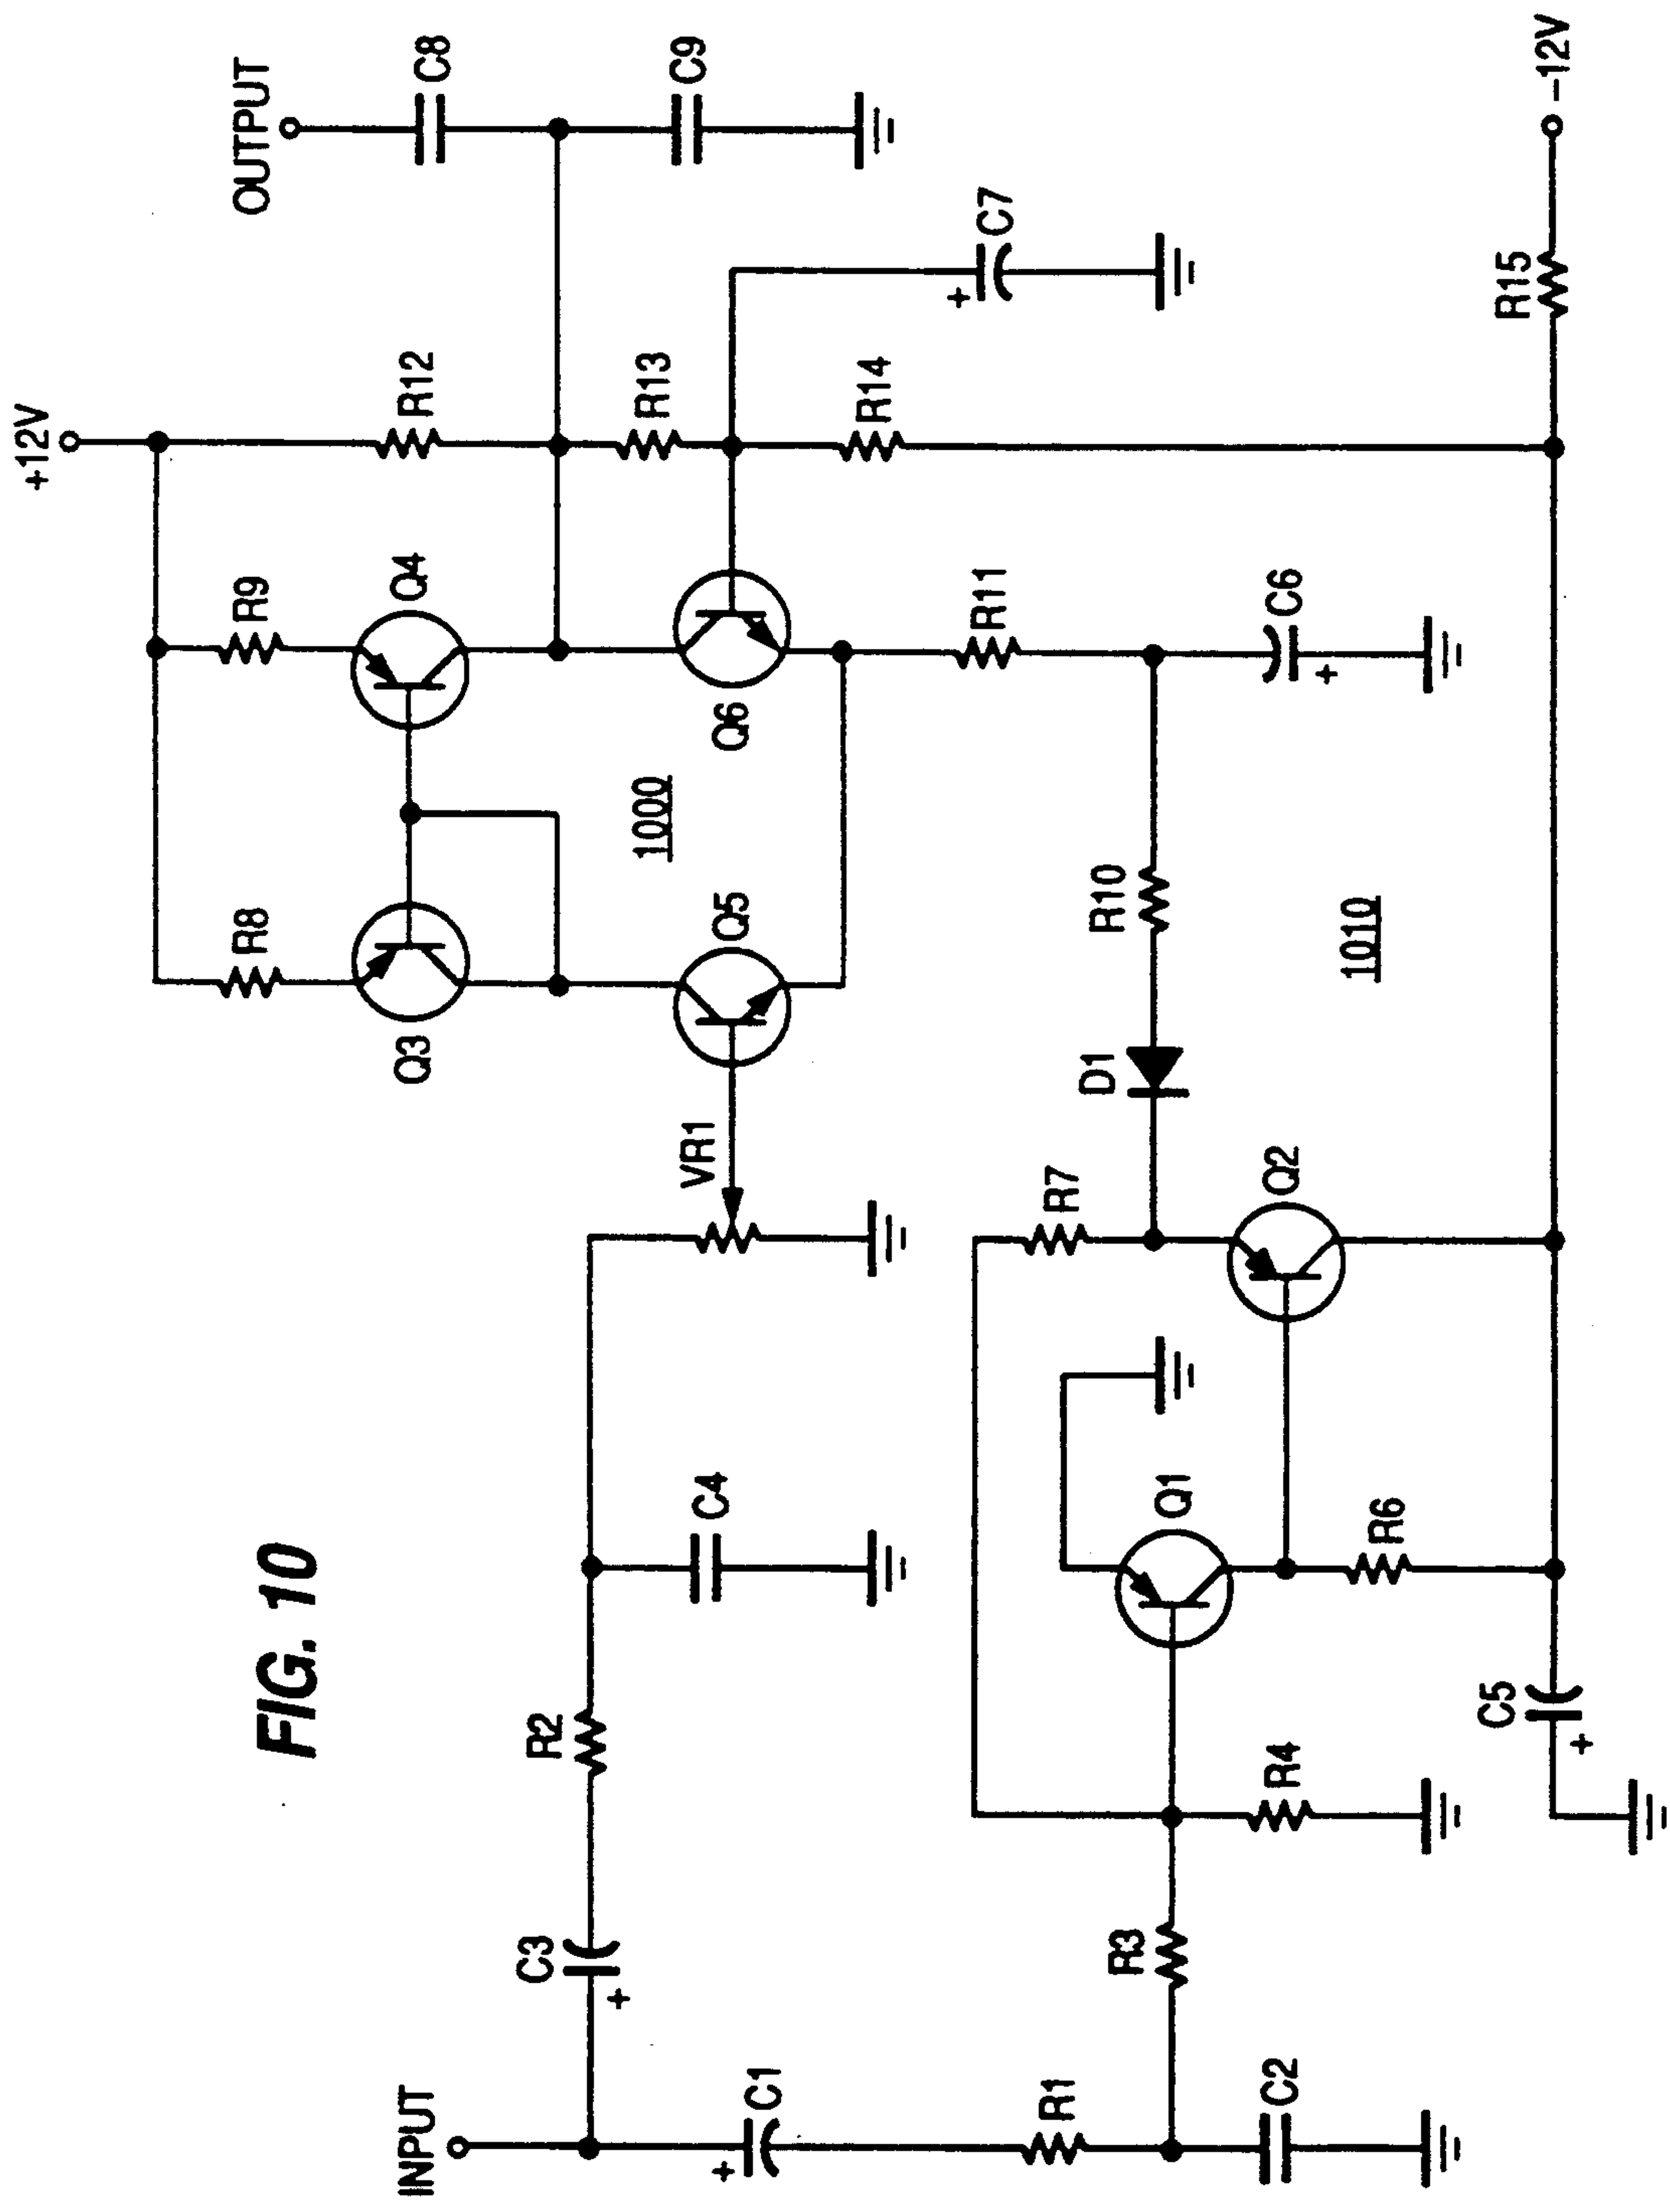 FIG. 10
+12V
OUTPUT
C8
C9
R8
R9
R12
Q3
Q4
R13
C7
1000
VR1
Q5
Q6
R14
INPUT
C3
+
R2
C4
R11
+
C1
+
R7
D1
R10
C6
+
R1
R3
Q1
Q2
1010
C2
R4
R6
C5
+
R15
-12V